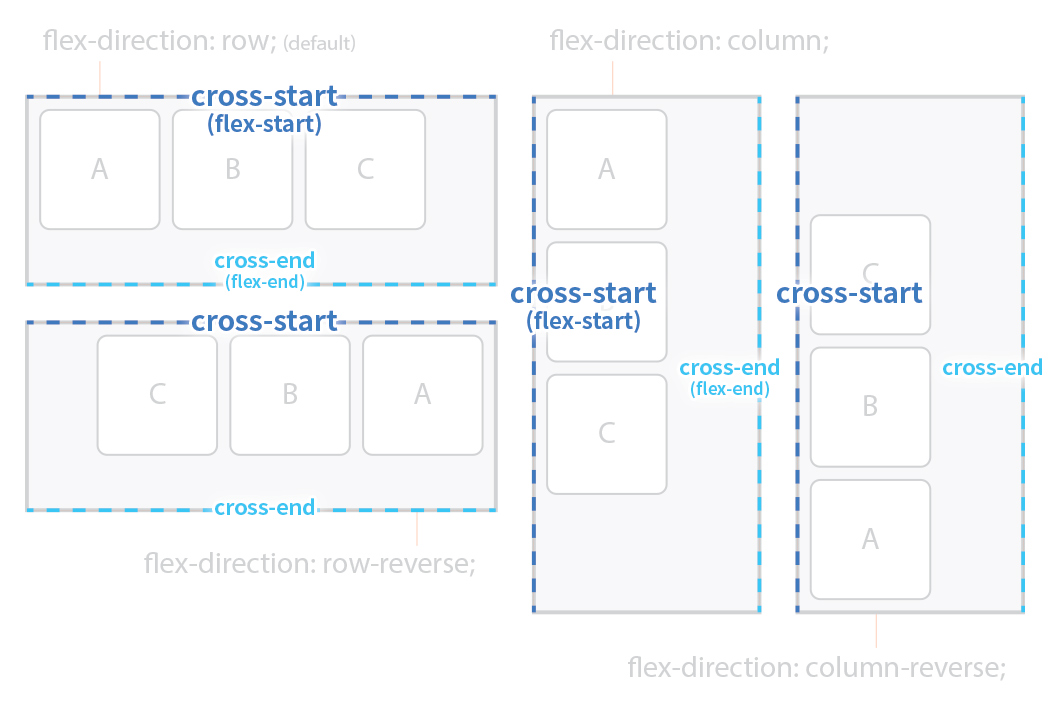 flex-direction: row; (default)
cross-start
(flex-start)
A
B
C
cross-end
(flex-end)
cross-start
C
B
A
cross-end
flex-direction: row-reverse;
flex-direction: column;
A
cross-start
(flex-start)
cross-end
(flex-end)
C
C
cross-start
cross-end
B
A
flex-direction: column-reverse;